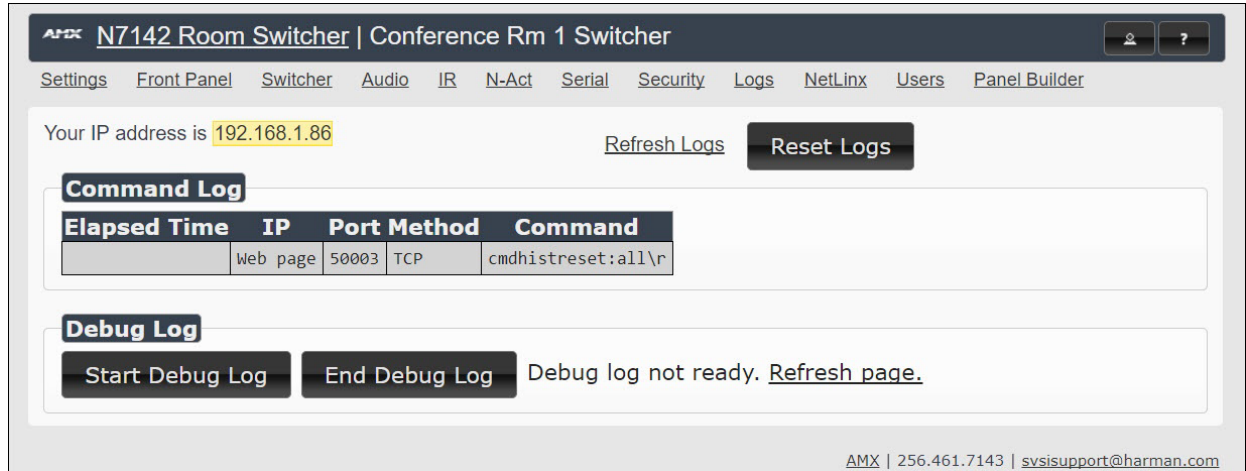 AMX N7142 Room Switcher | Conference Rm 1 Switcher ?
Settings Front Panel Switcher Audio IR N-Act Serial Security Logs NetLinx Users Panel Builder
Your IP address is 192.168.1.86 Refresh Logs Reset Logs
Command Log
Elapsed Time IP Port Method Command
Web page 50003 TCP cmdhistreset:all\r
Debug Log
Start Debug Log End Debug Log Debug log not ready. Refresh page.
AMX | 256.461.7143 | svsisupport@harman.com